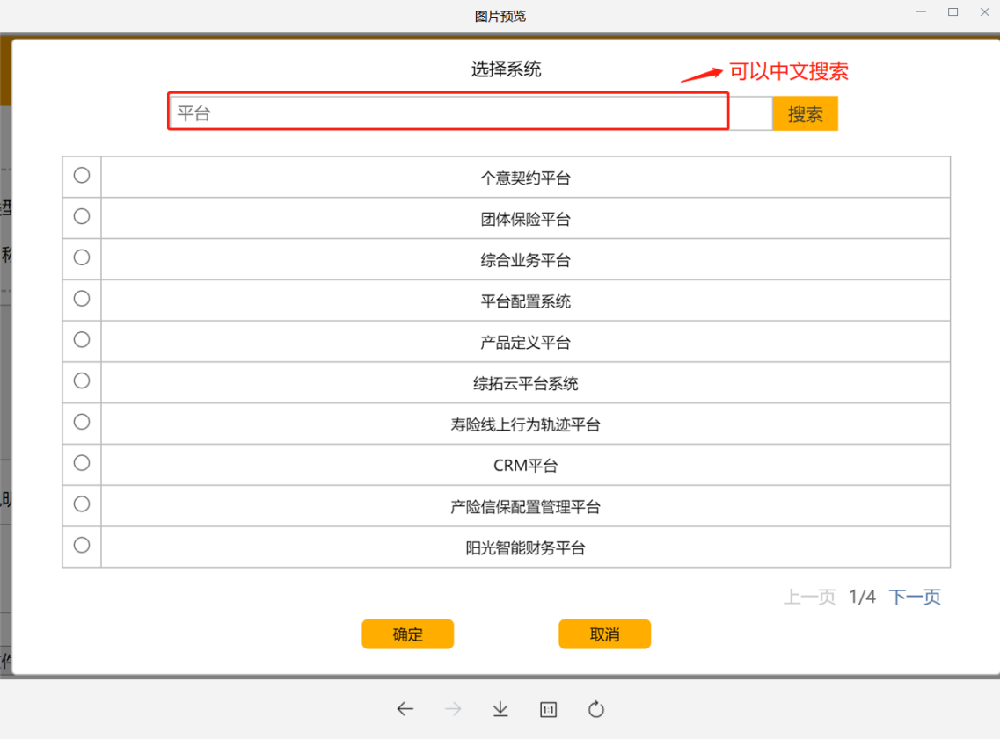 图片预览
选择系统
可以中文搜索
平台
搜索
个意契约平台
团体保险平台
综合业务平台
平台配置系统
产品定义平台
综拓云平台系统
寿险线上行为轨迹平台
CRM平台
产险信保配置管理平台
阳光智能财务平台
上一页 1/4 下一页
确定 取消
1:1